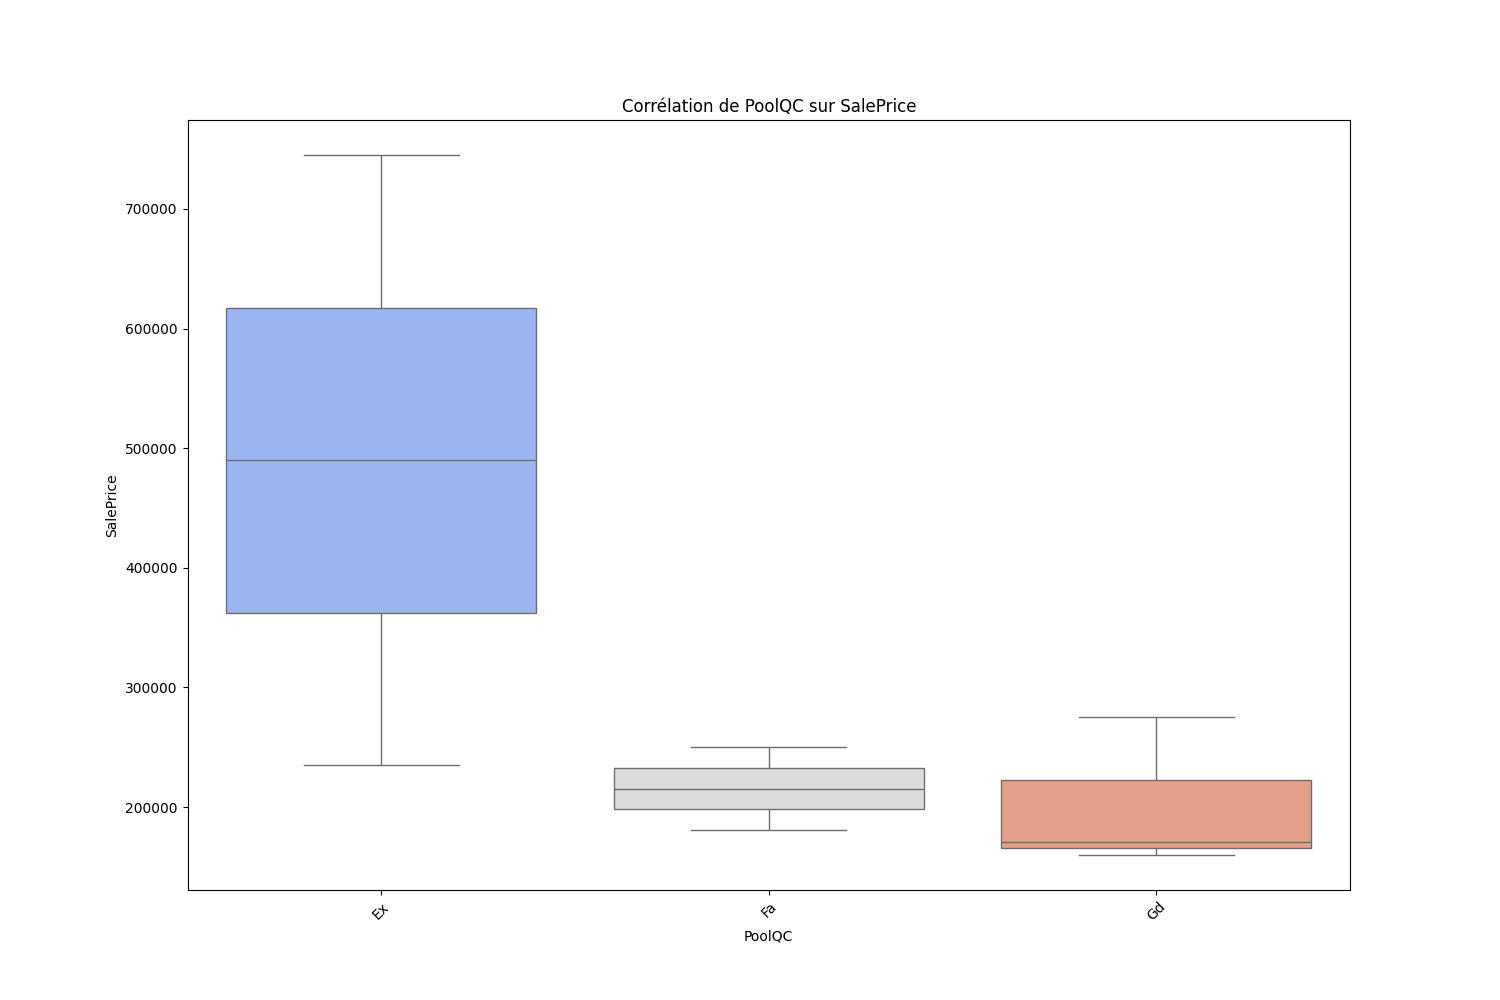 Corrélation de PoolQC sur SalePrice
700000
600000
500000
400000
300000
200000
SalePrice
Ex
Fa
Gd
PoolQC